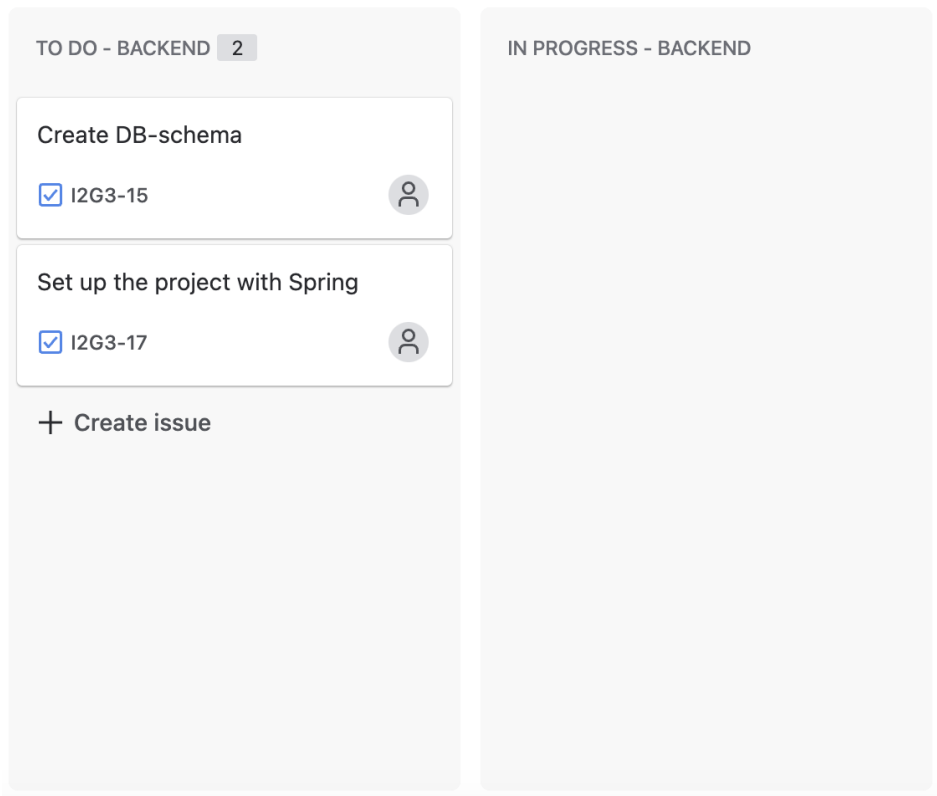 TO DO - BACKEND 2
Create DB-schema
I2G3-15
Set up the project with Spring
I2G3-17
Create issue
IN PROGRESS - BACKEND